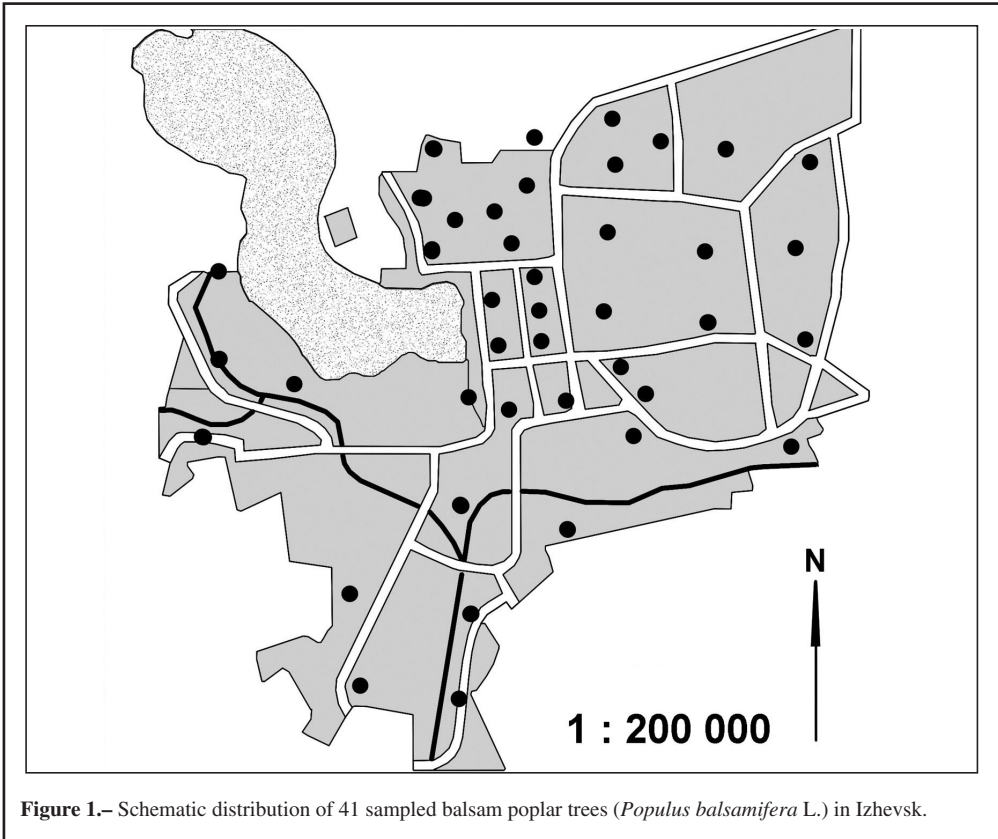 N
1 : 200 000
Figure 1.– Schematic distribution of 41 sampled balsam poplar trees (Populus balsamifera L.) in Izhevsk.